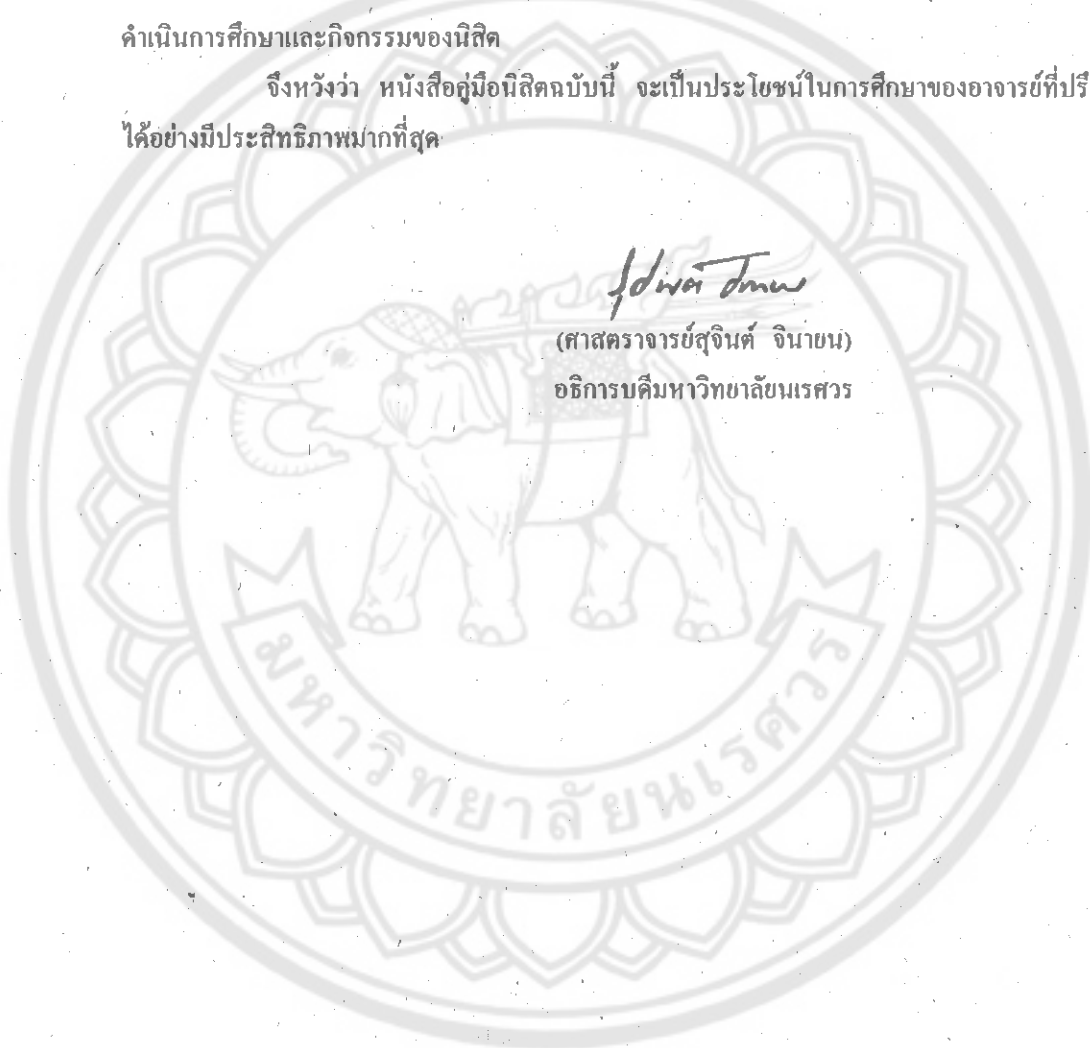 ดำเนินการศึกษาและกิจกรรมของนิสิต
จึงหวังว่า หนังสือคู่มือนิสิตฉบับนี้ จะเป็นประโยชน์ในการศึกษาของอาจารย์ที่ปรึ
ได้อย่างมีประสิทธิภาพมากที่สุด
(ศาสตราจารย์สุจินต์ จินายน)
อธิการบดีมหาวิทยาลัยนเรศวร
มหาวิทยาลัยนเรศวร